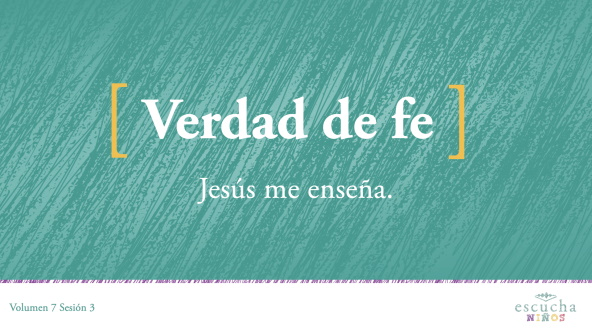 [ Verdad de fe ]
Jesús me enseña.
Volumen 7 Sesión 3
escucha
NIÑOS